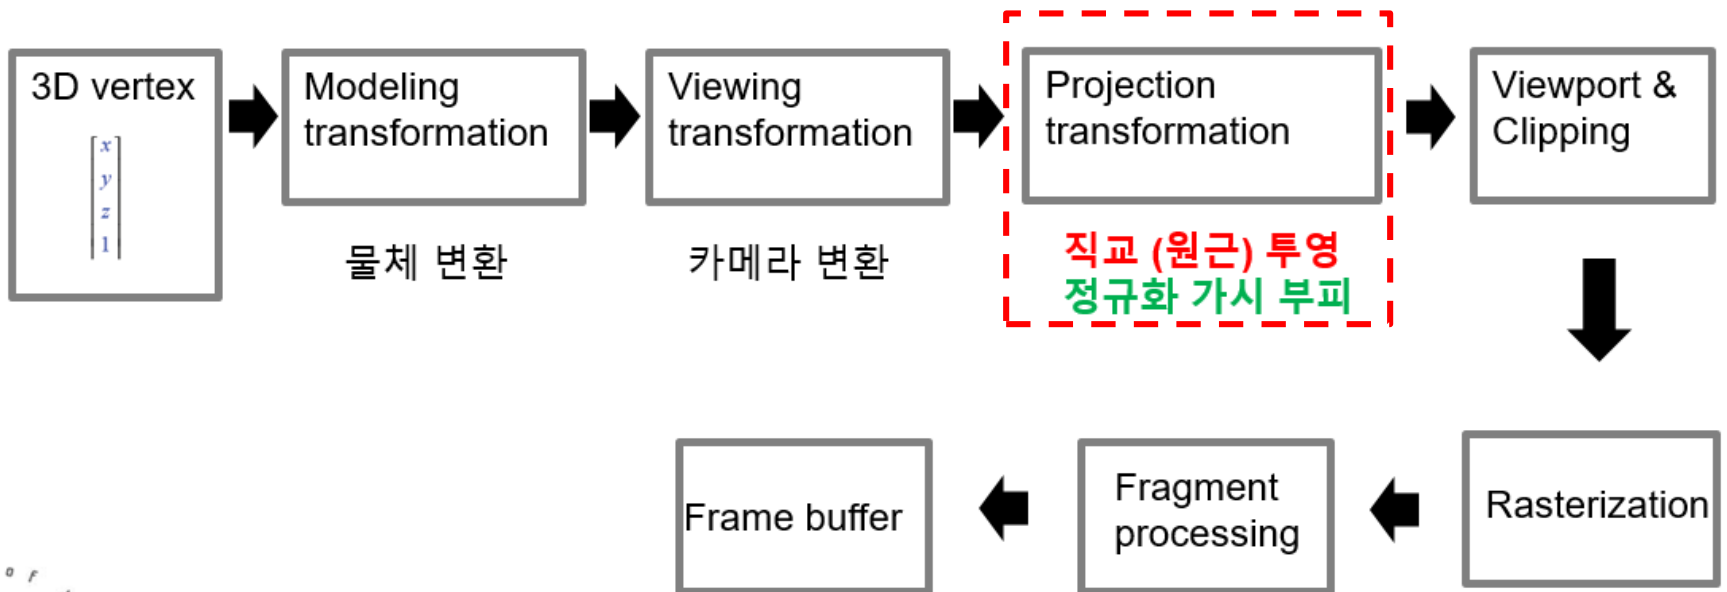 3D vertex
x
y
z
1
Modeling
transformation
물체 변환
Viewing
transformation
카메라 변환
Projection
transformation
직교 (원근) 투영
정규화 가시 부피
Viewport &
Clipping
Rasterization
Fragment
processing
Frame buffer
o F